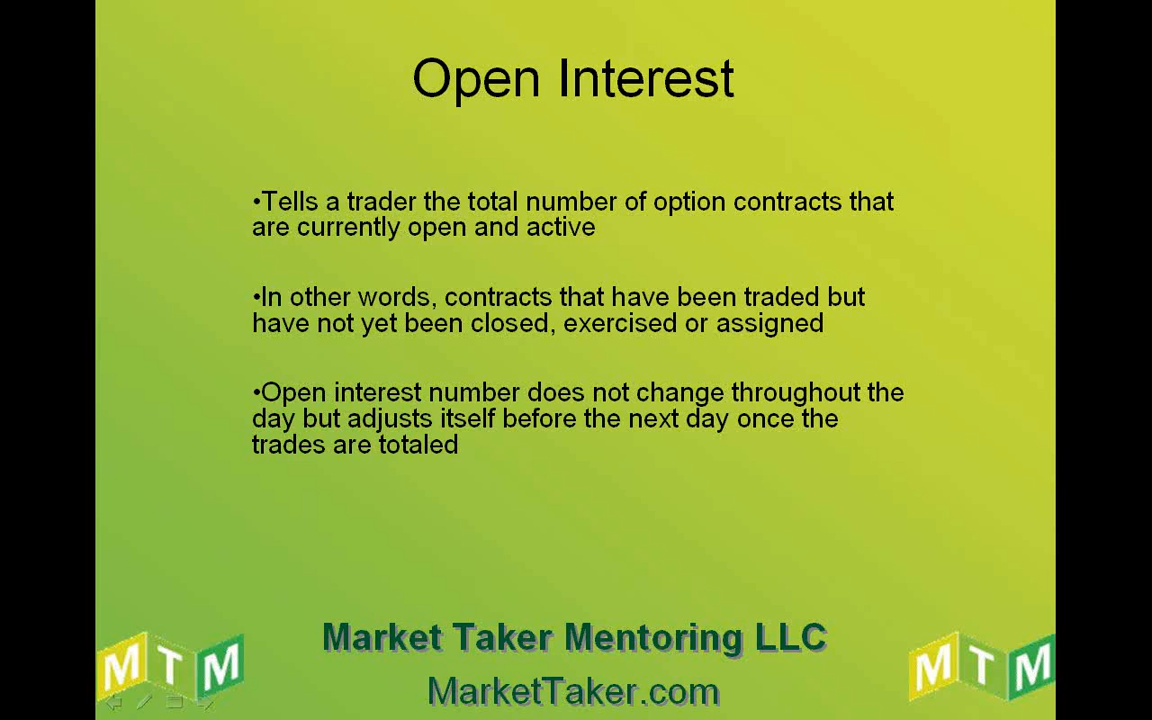 Open Interest
•Tells a trader the total number of option contracts that
are currently open and active
•In other words, contracts that have been traded but
have not yet been closed, exercised or assigned
•Open interest number does not change throughout the
day but adjusts itself before the next day once the
trades are totaled
Market Taker Mentoring LLC
MTM
MTM
MarketTaker.com